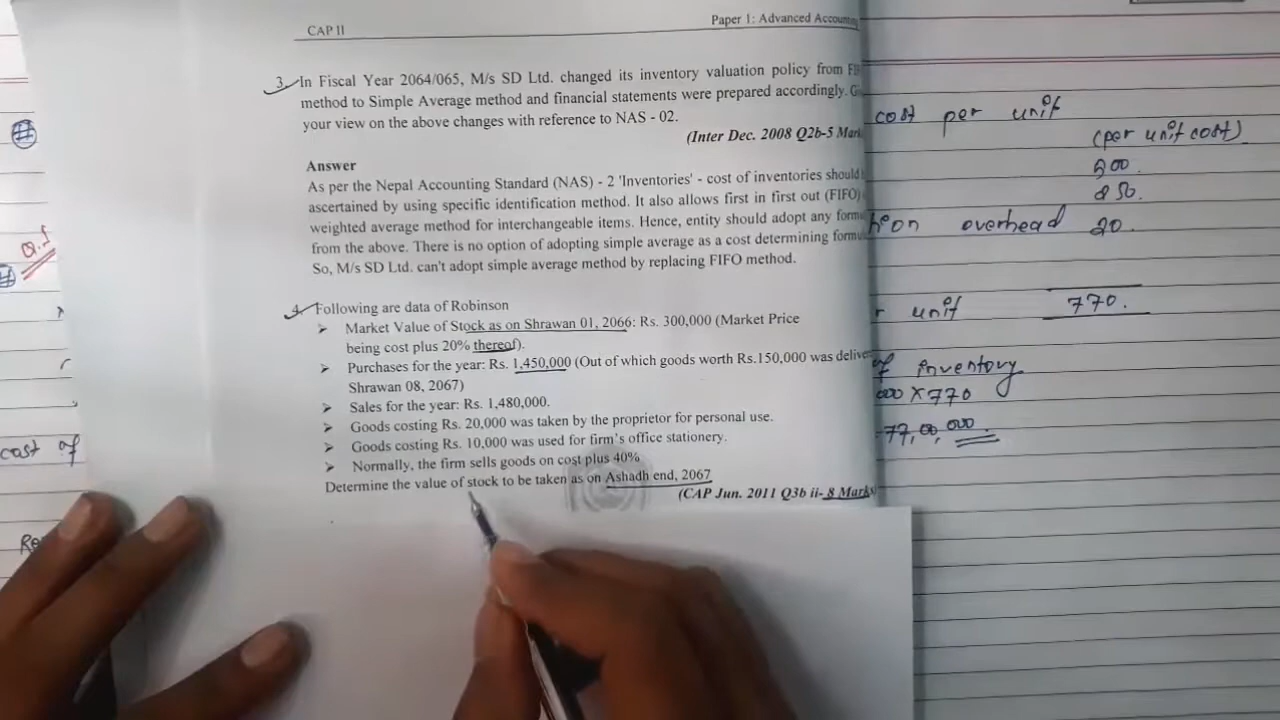 CAP II
Paper 1: Advanced Accounting
3. In Fiscal Year 2064/065, M/s SD Ltd. changed its inventory valuation policy from
method to Simple Average method and financial statements were prepared accordingly.
your view on the above changes with reference to NAS - 02.
(Inter Dec. 2008 Q2b-5 Mark
Answer
As per the Nepal Accounting Standard (NAS) - 2 'Inventories' - cost of inventories should
ascertained by using specific identification method. It also allows first in first out (FIFO)
weighted average method for interchangeable items. Hence, entity should adopt any form
from the above. There is no option of adopting simple average as a cost determining form
So, M/s SD Ltd. can't adopt simple average method by replacing FIFO method.
4. Following are data of Robinson
➢ Market Value of Stock as on Shrawan 01, 2066: Rs. 300,000 (Market Price
being cost plus 20% thereof).
➢ Purchases for the year: Rs. 1,450,000 (Out of which goods worth Rs.150,000 was delive
Shrawan 08, 2067)
➢ Sales for the year: Rs. 1,480,000.
➢ Goods costing Rs. 20,000 was taken by the proprietor for personal use.
➢ Goods costing Rs. 10,000 was used for firm's office stationery.
➢ Normally, the firm sells goods on cost plus 40%
Determine the value of stock to be taken as on Ashadh end, 2067
(CAP Jun. 2011 Q3b ii- 8 Marks
cost per unit
(per unit cost)
500
250.
overhead 20.
unit 770.
of inventory
000 X 770
77,00,000.
cost of